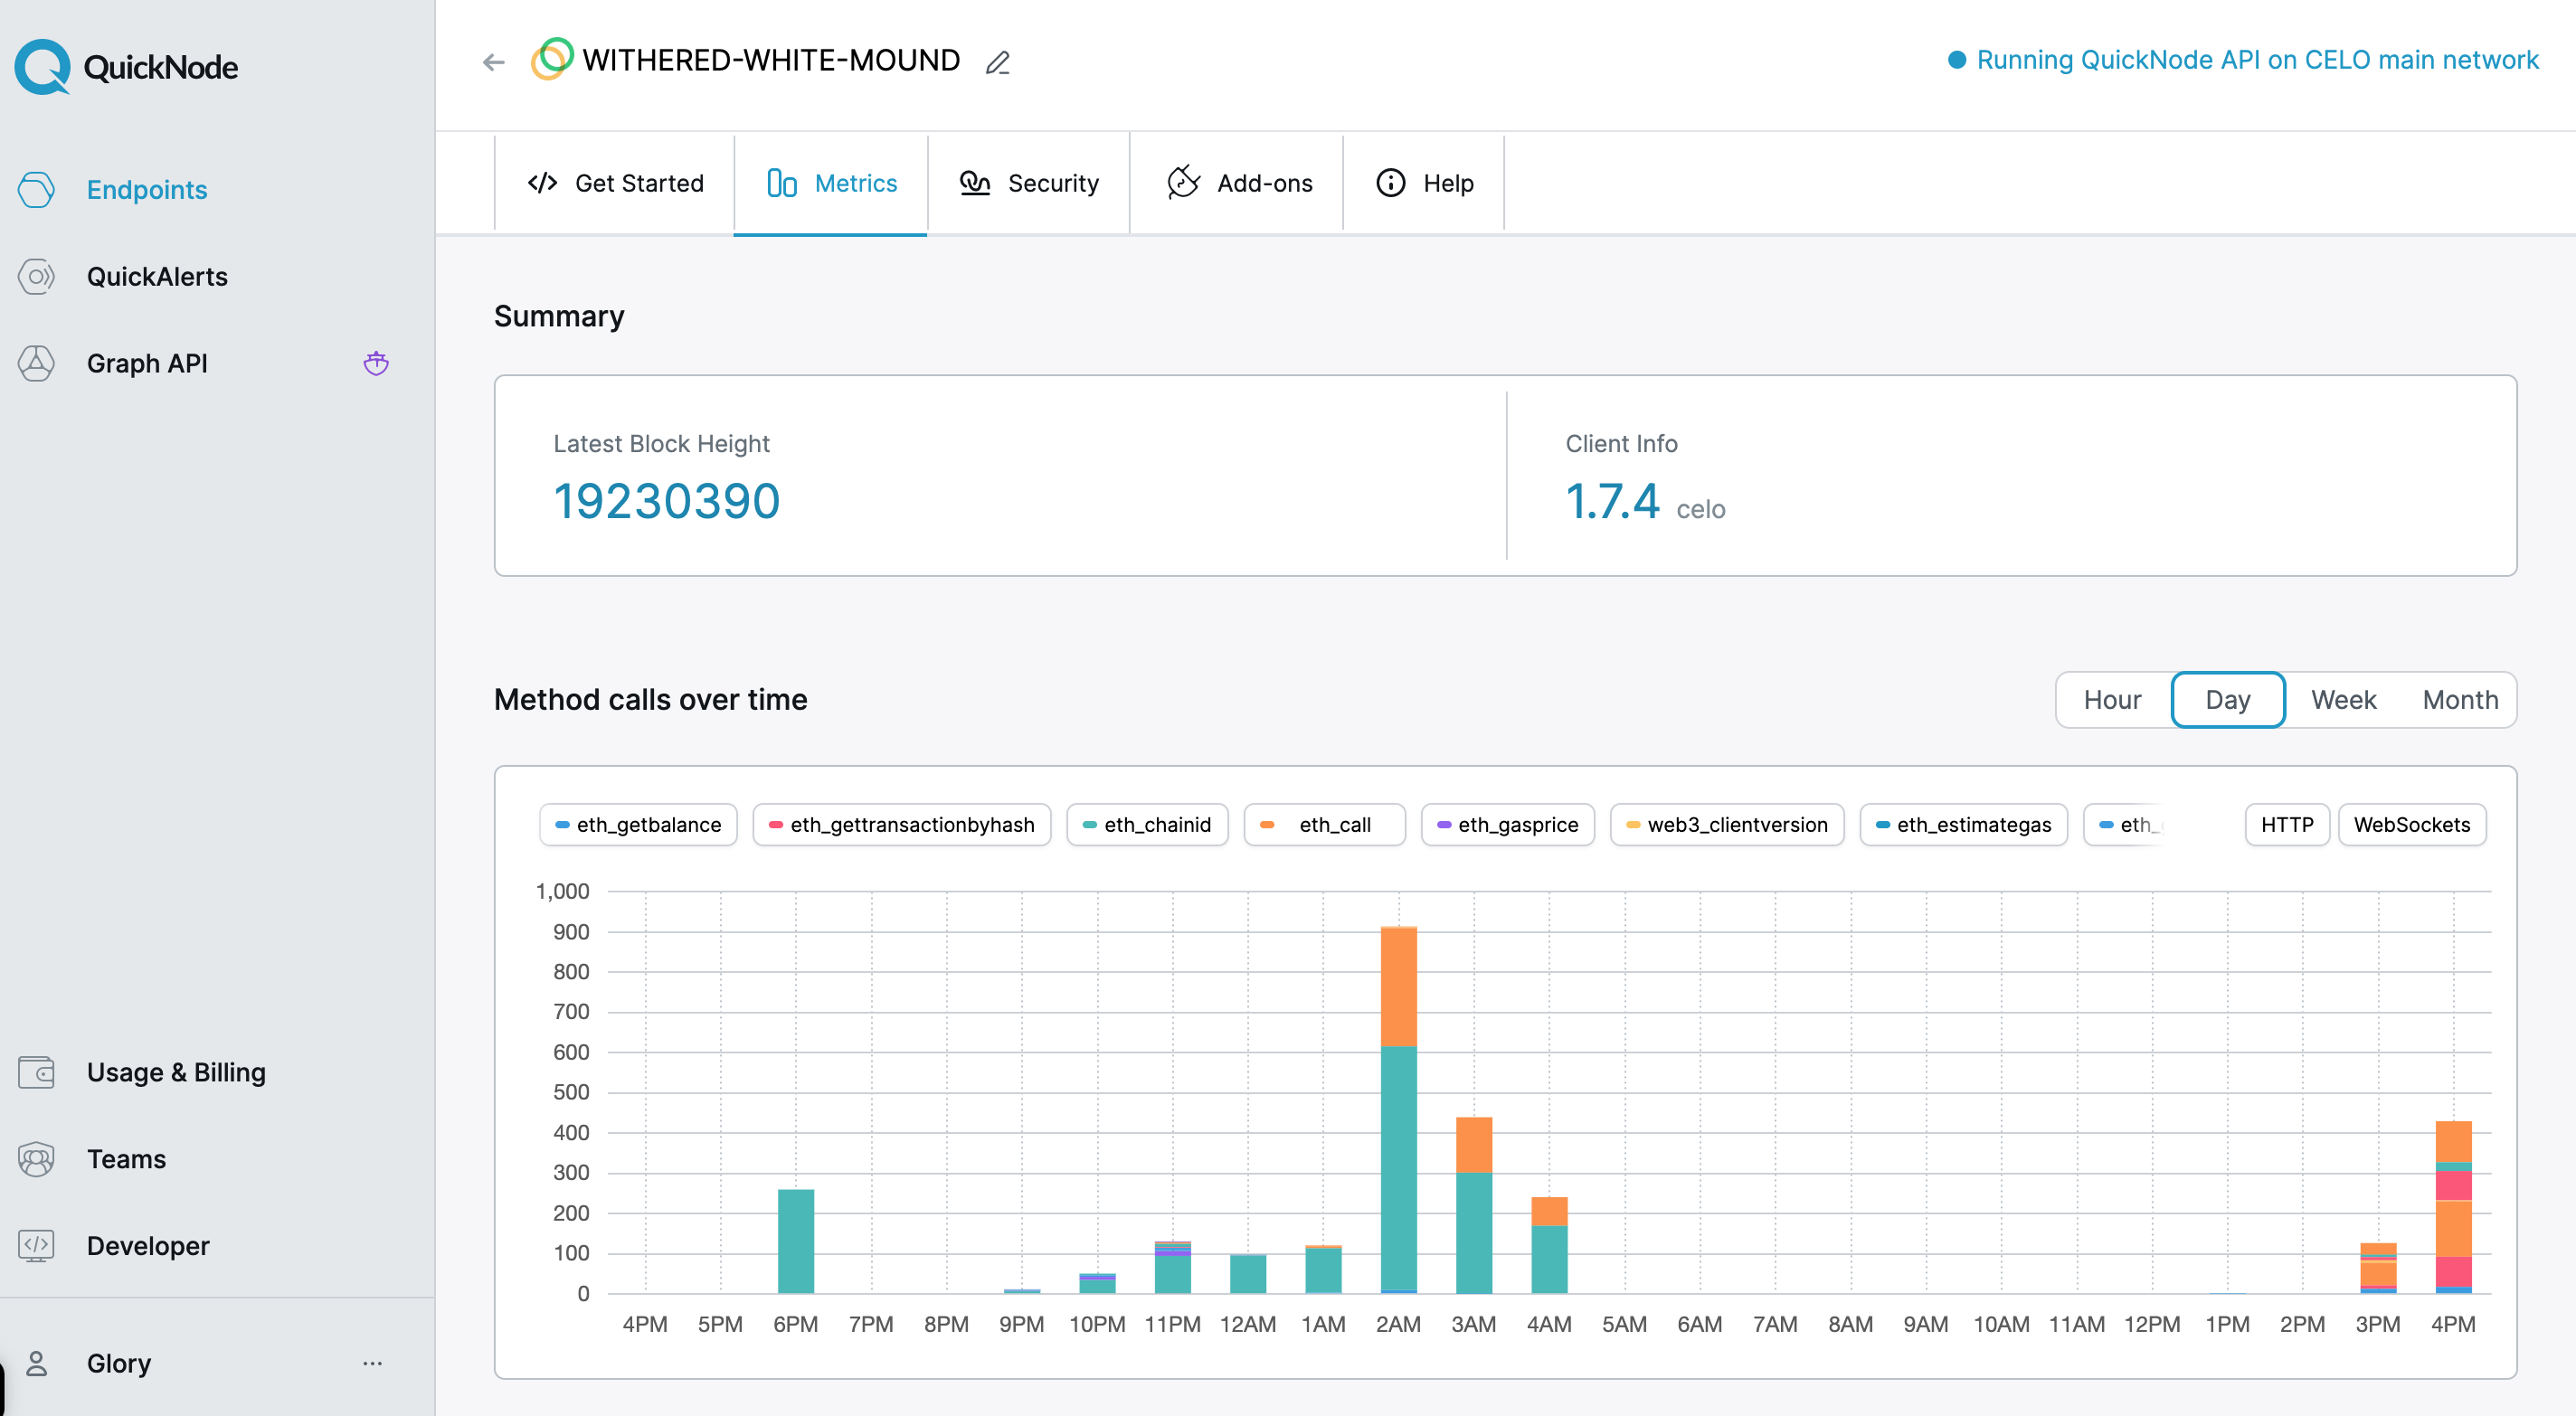 QuickNode
Endpoints
QuickAlerts
Graph API
Usage & Billing
Teams
Developer
Glory
WITHERED-WHITE-MOUND
Running QuickNode API on CELO main network
Get Started
Metrics
Security
Add-ons
Help
Summary
Latest Block Height
19230390
Client Info
1.7.4 celo
Method calls over time
Hour Day Week Month
eth_getbalance eth_gettransactionbyhash eth_chainid eth_call eth_gasprice web3_clientversion eth_estimategas HTTP WebSockets
1,000
900
800
700
600
500
400
300
200
100
0
4PM 5PM 6PM 7PM 8PM 9PM 10PM 11PM 12AM 1AM 2AM 3AM 4AM 5AM 6AM 7AM 8AM 9AM 10AM 11AM 12PM 1PM 2PM 3PM 4PM